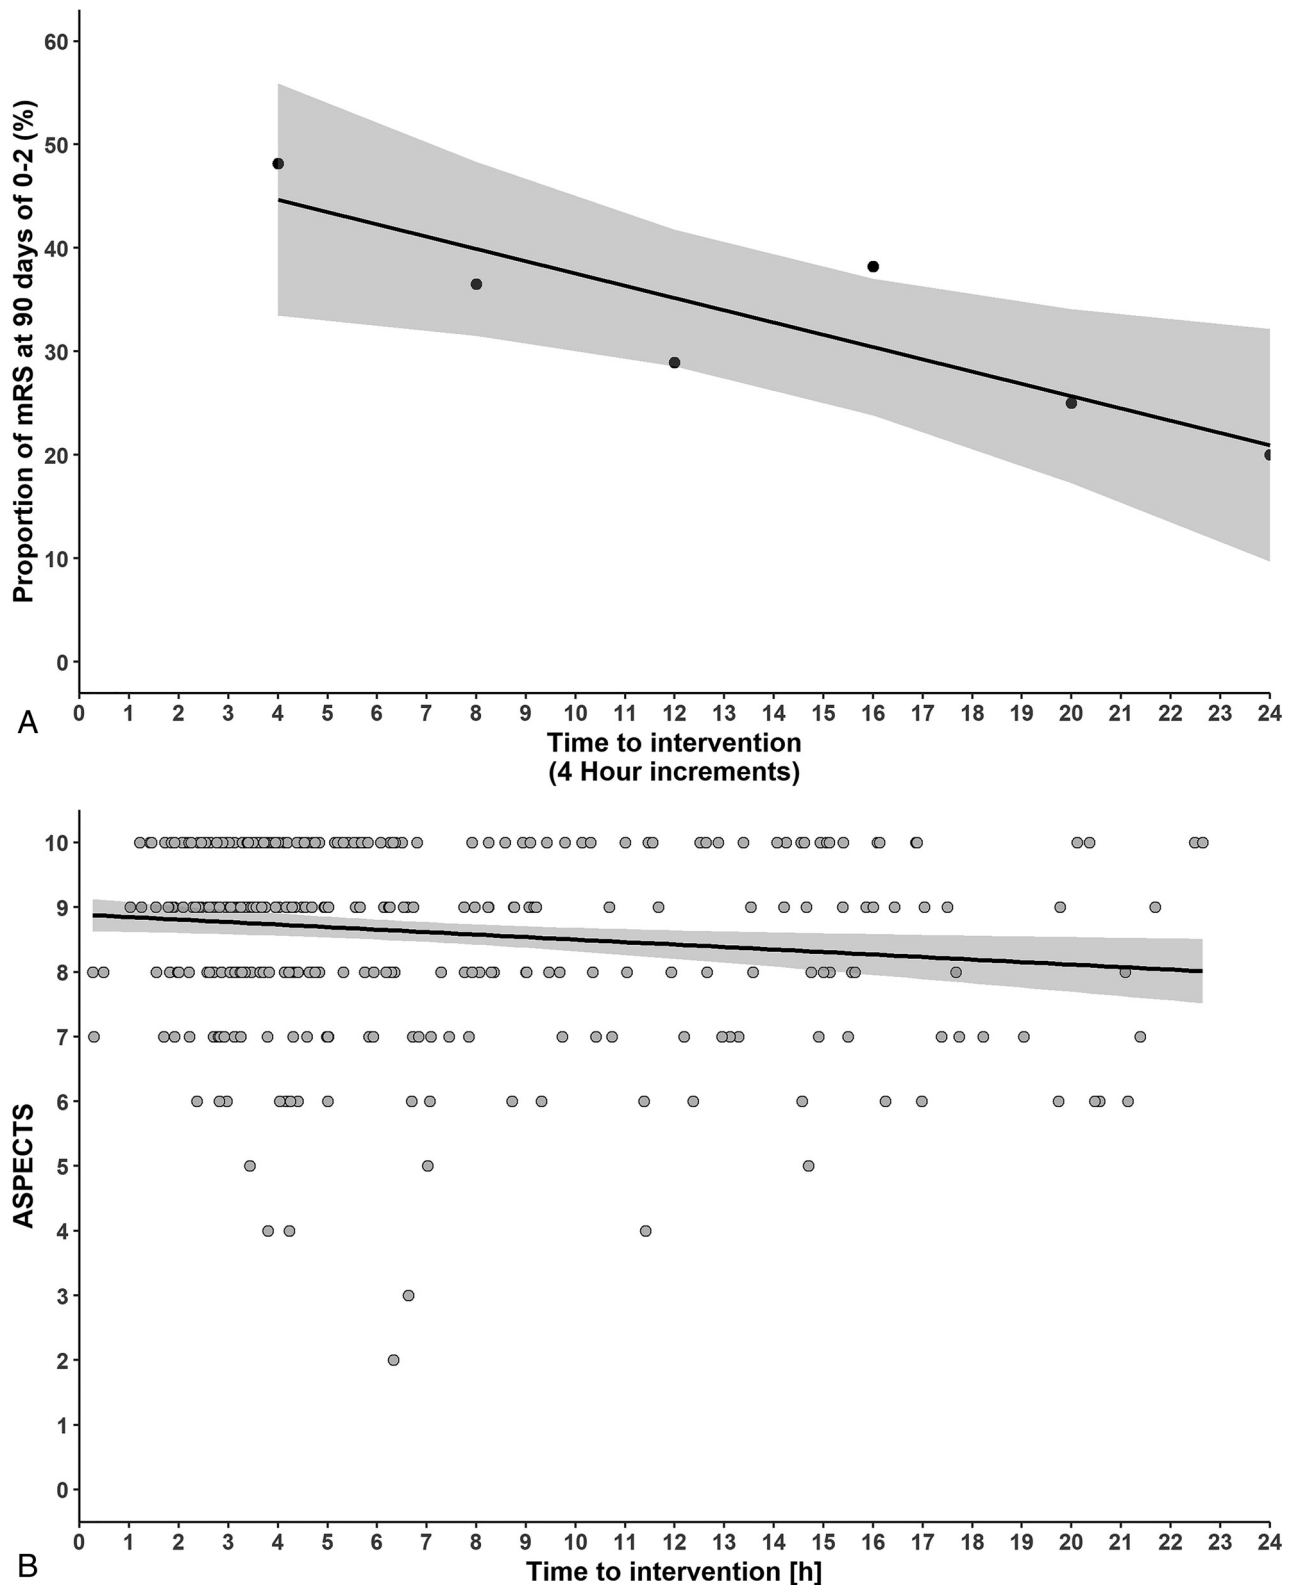 Proportion of mRS at 90 days of 0-2 (%)
60
50
40
30
20
10
0
0 1 2 3 4 5 6 7 8 9 10 11 12 13 14 15 16 17 18 19 20 21 22 23 24
A
Time to intervention
(4 Hour increments)
ASPECTS
10
9
8
7
6
5
4
3
2
1
0
0 1 2 3 4 5 6 7 8 9 10 11 12 13 14 15 16 17 18 19 20 21 22 23 24
B
Time to intervention [h]